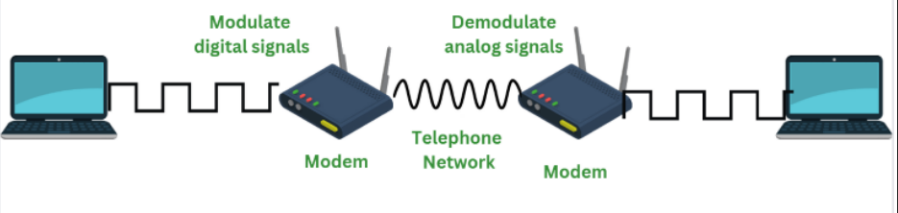 Modulate
digital signals
Demodulate
analog signals
Telephone
Network
Modem
Modem